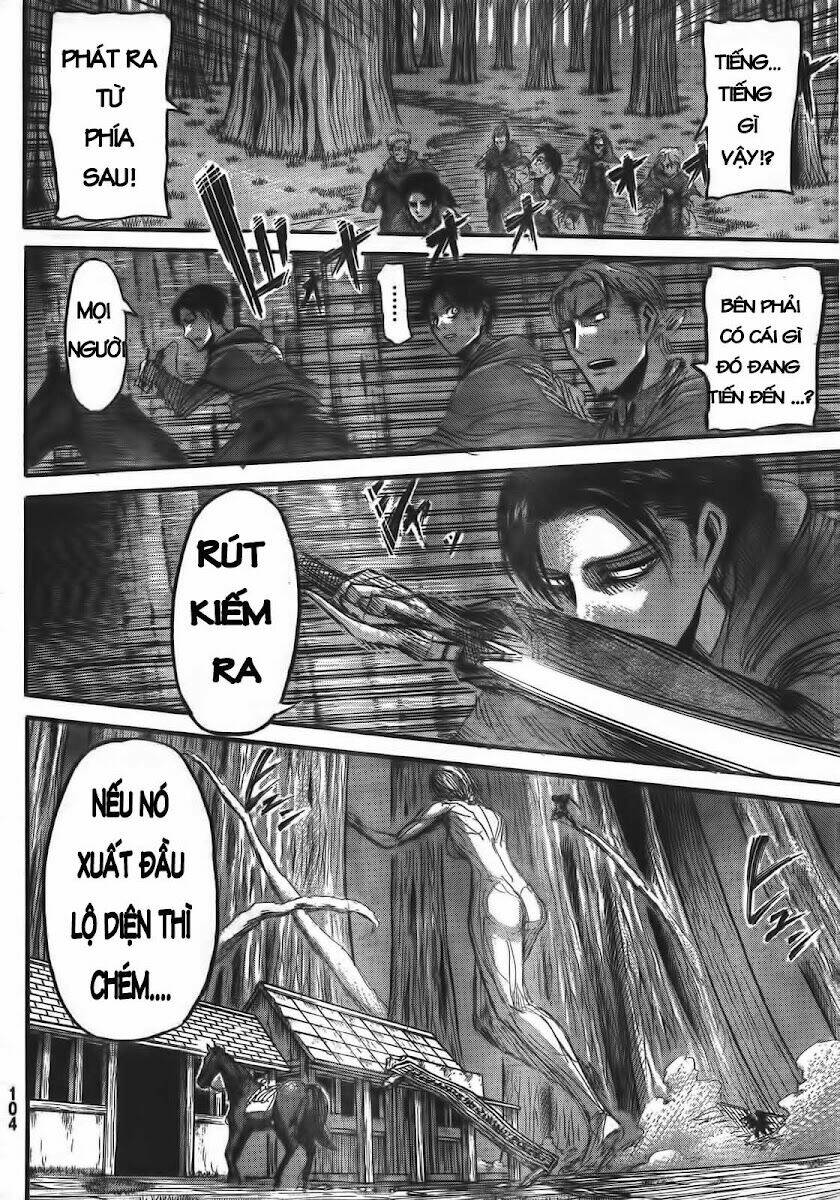 TIẾNG...
TIẾNG
GÌ
VẬY!?
PHÁT RA
TỪ
PHÍA
SAU!
BÊN PHẢI
CÓ CÁI GÌ
ĐÓ ĐANG
TIẾN ĐẾN ...?
......
MỌI
NGƯỜI
RÚT
KIẾM
RA
NẾU NÓ
XUẤT ĐẦU
LỘ DIỆN THÌ
CHÉM....
104